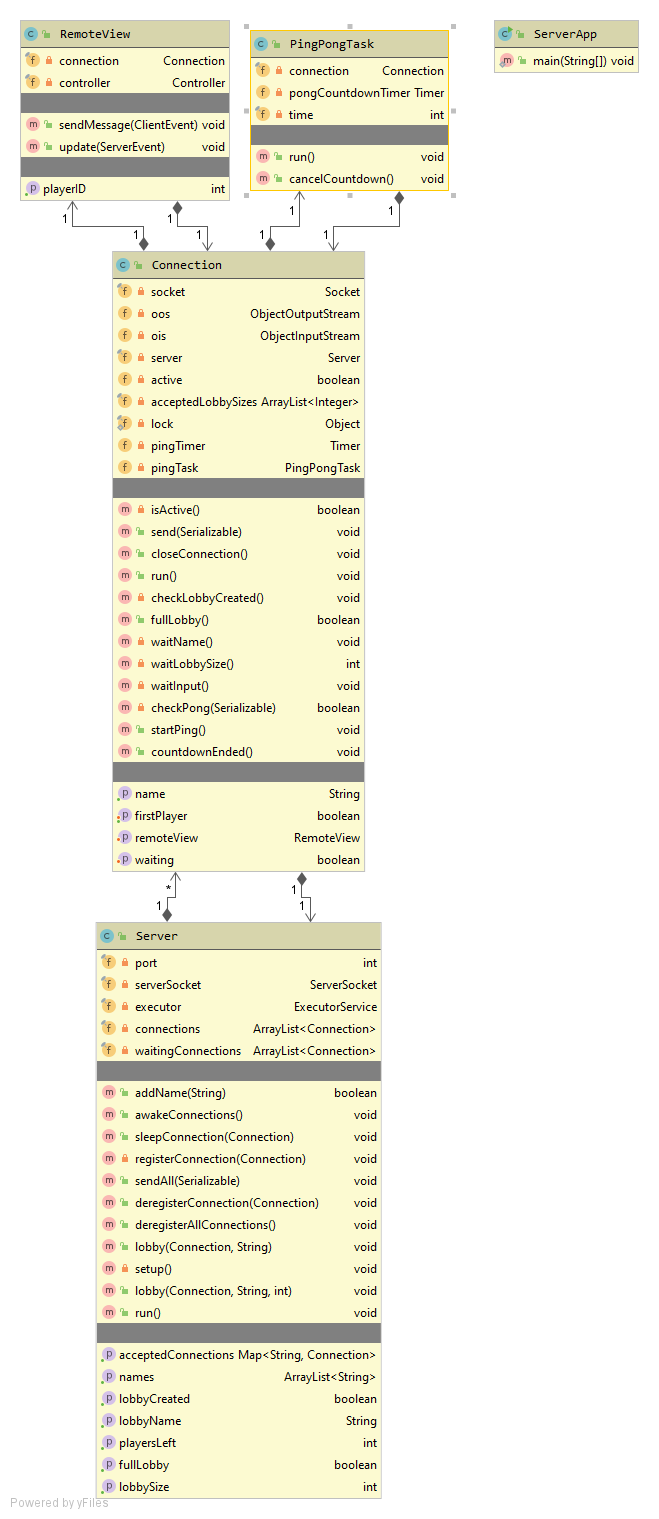 RemoteView
connection Connection
controller Controller
sendMessage(ClientEvent) void
update(ServerEvent) void
playerID int
PingPongTask
connection Connection
pongCountdownTimer Timer
time int
run() void
cancelCountdown() void
ServerApp
main(String[]) void
1 1 1 1
1 1 1 1
Connection
socket Socket
oos ObjectOutputStream
ois ObjectInputStream
server Server
active boolean
acceptedLobbySizes ArrayList<Integer>
lock Object
pingTimer Timer
pingTask PingPongTask
isActive() boolean
send(Serializable) void
closeConnection() void
run() void
checkLobbyCreated() void
fullLobby() boolean
waitName() void
waitLobbySize() int
waitInput() void
checkPong(Serializable) boolean
startPing() void
countdownEnded() void
name String
firstPlayer boolean
remoteView RemoteView
waiting boolean
* 1
1 1
Server
port int
serverSocket ServerSocket
executor ExecutorService
connections ArrayList<Connection>
waitingConnections ArrayList<Connection>
addName(String) boolean
awakeConnections() void
sleepConnection(Connection) void
registerConnection(Connection) void
sendAll(Serializable) void
deregisterConnection(Connection) void
deregisterAllConnections() void
lobby(Connection, String) void
setup() void
lobby(Connection, String, int) void
run() void
acceptedConnections Map<String, Connection>
names ArrayList<String>
lobbyCreated boolean
lobbyName String
playersLeft int
fullLobby boolean
lobbySize int
Powered by yFiles